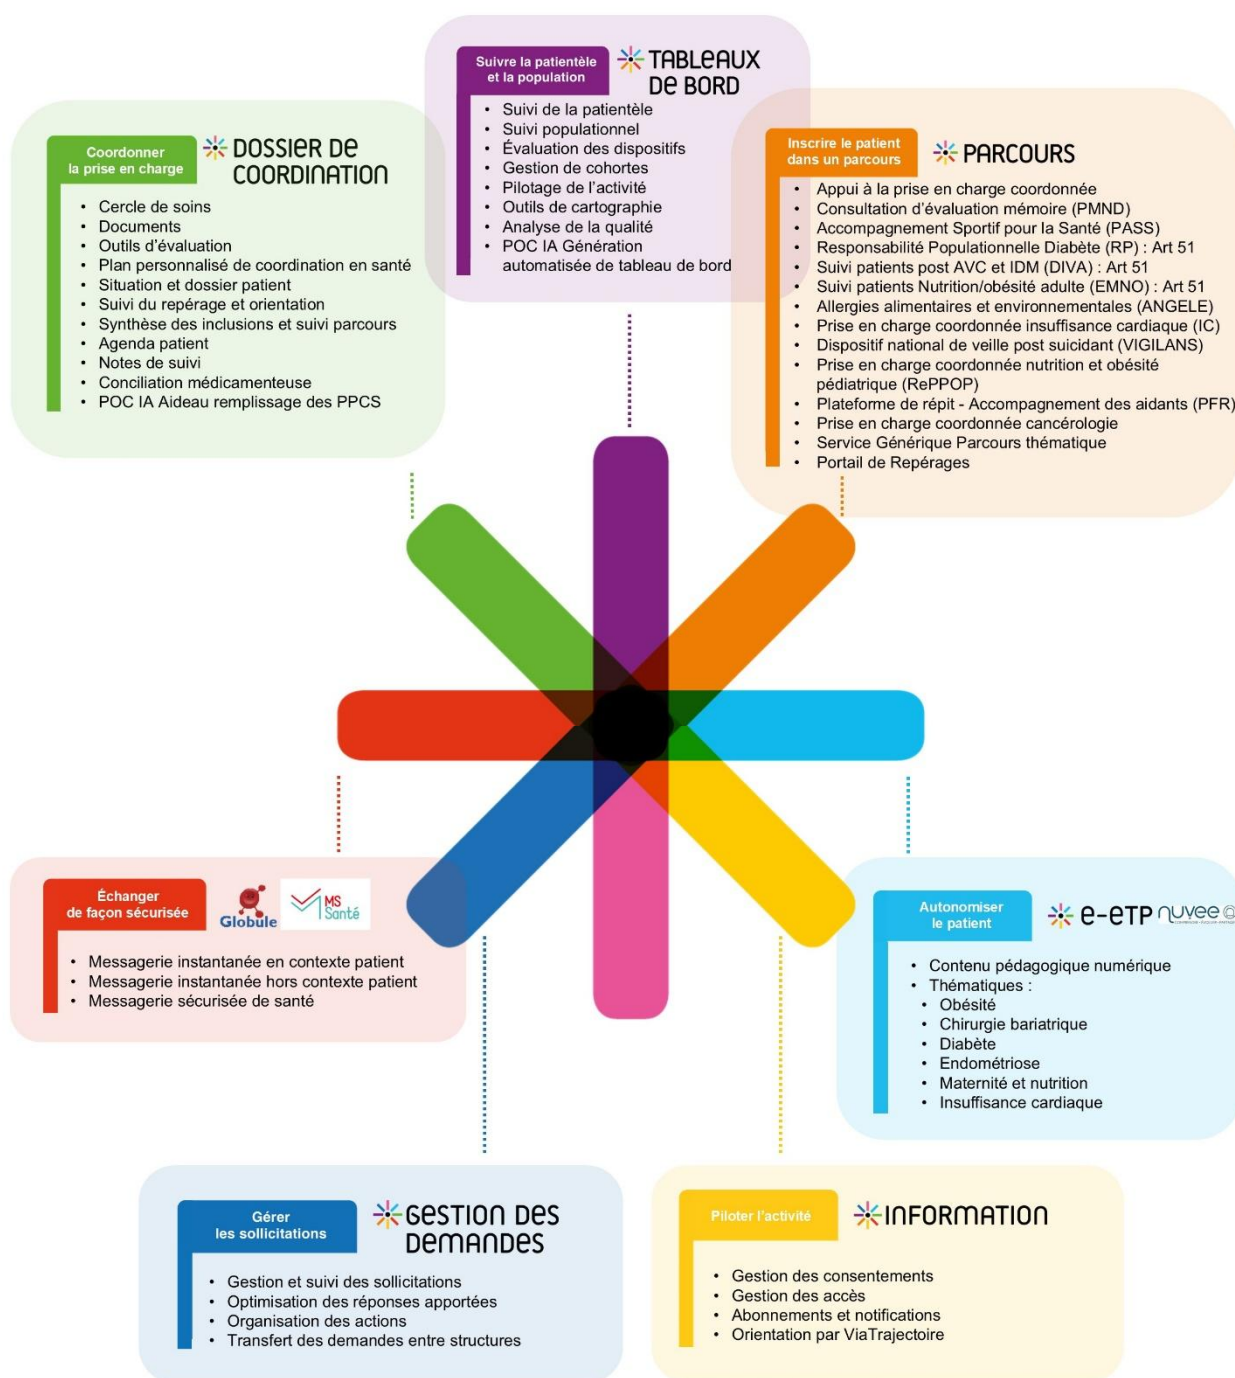 Suivre la patientèle
et la population
TABLEAUX
DE BORD
• Suivi de la patientèle
• Suivi populationnel
• Évaluation des dispositifs
• Gestion de cohortes
• Pilotage de l'activité
• Outils de cartographie
• Analyse de la qualité
• POC IA Génération
automatisée de tableau de bord
Coordonner
la prise en charge
DOSSIER DE
COORDINATION
• Cercle de soins
• Documents
• Outils d'évaluation
• Plan personnalisé de coordination en santé
• Situation et dossier patient
• Suivi du repérage et orientation
• Synthèse des inclusions et suivi parcours
• Agenda patient
• Notes de suivi
• Conciliation médicamenteuse
• POC IA Aideau remplissage des PPCS
Inscrire le patient
dans un parcours
PARCOURS
• Appui à la prise en charge coordonnée
• Consultation d'évaluation mémoire (PMND)
• Accompagnement Sportif pour la Santé (PASS)
• Responsabilité Populationnelle Diabète (RP) : Art 51
• Suivi patients post AVC et IDM (DIVA) : Art 51
• Suivi patients Nutrition/obésité adulte (EMNO) : Art 51
• Allergies alimentaires et environnementales (ANGELE)
• Prise en charge coordonnée insuffisance cardiaque (IC)
• Dispositif national de veille post suicidant (VIGILANS)
• Prise en charge coordonnée nutrition et obésité
pédiatrique (RePPOP)
• Plateforme de répit - Accompagnement des aidants (PFR)
• Prise en charge coordonnée cancérologie
• Service Générique Parcours thématique
• Portail de Repérages
Échanger
de façon sécurisée
Globule
MS
Santé
• Messagerie instantanée en contexte patient
• Messagerie instantanée hors contexte patient
• Messagerie sécurisée de santé
Autonomiser
le patient
e-ETP nuvee
• Contenu pédagogique numérique
• Thématiques :
• Obésité
• Chirurgie bariatrique
• Diabète
• Endométriose
• Maternité et nutrition
• Insuffisance cardiaque
Gérer
les sollicitations
GESTION DES
DEMANDES
• Gestion et suivi des sollicitations
• Optimisation des réponses apportées
• Organisation des actions
• Transfert des demandes entre structures
Piloter l'activité
INFORMATION
• Gestion des consentements
• Gestion des accès
• Abonnements et notifications
• Orientation par ViaTrajectoire